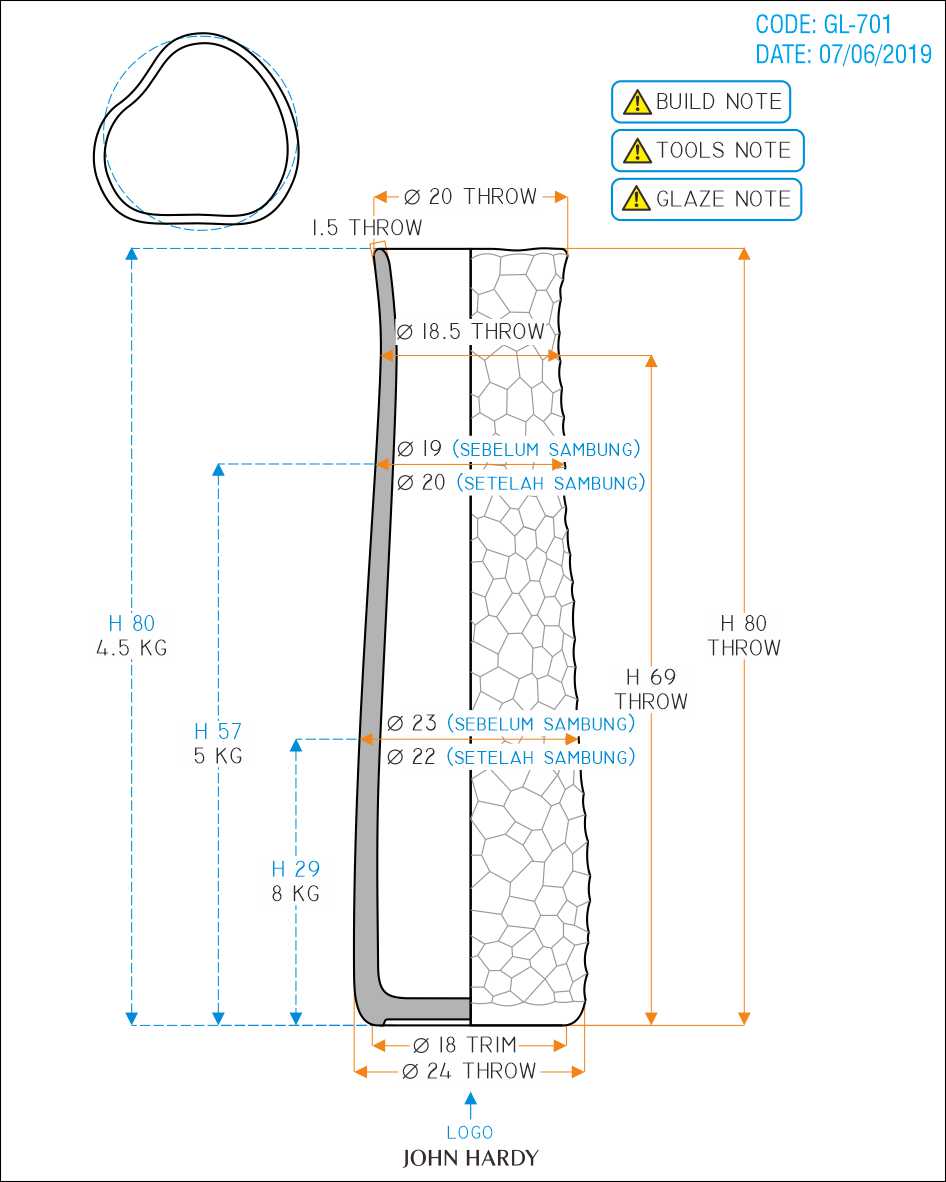 CODE: GL-701
DATE: 07/06/2019
BUILD NOTE
TOOLS NOTE
GLAZE NOTE
Ø 20 THROW
1.5 THROW
Ø 18.5 THROW
Ø 19 (SEBELUM SAMBUNG)
Ø 20 (SETELAH SAMBUNG)
H 80
4.5 KG
H 80
THROW
H 69
THROW
Ø 23 (SEBELUM SAMBUNG)
H 57
5 KG
Ø 22 (SETELAH SAMBUNG)
H 29
8 KG
Ø 18 TRIM
Ø 24 THROW
LOGO
JOHN HARDY